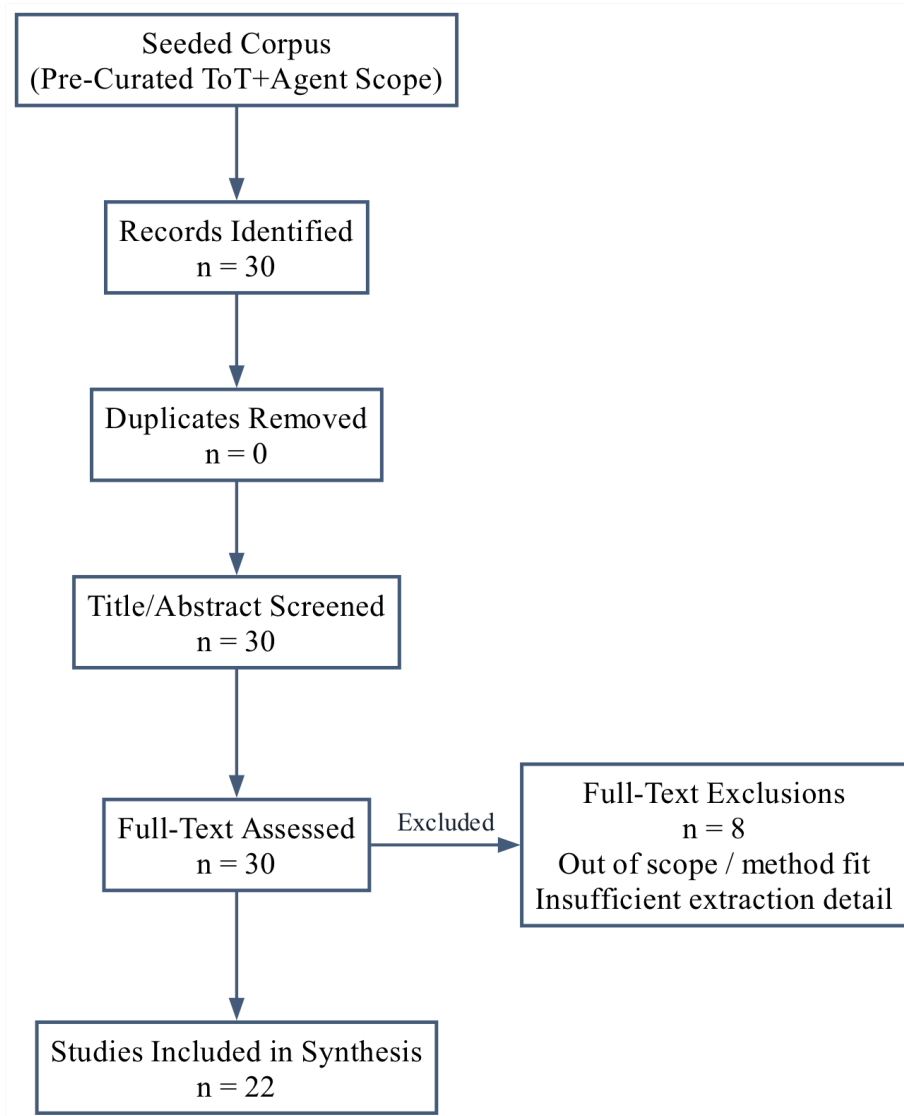 Seeded Corpus
(Pre-Curated ToT+Agent Scope)
Records Identified
n = 30
Duplicates Removed
n = 0
Title/Abstract Screened
n = 30
Full-Text Assessed
n = 30
Excluded
Full-Text Exclusions
n = 8
Out of scope / method fit
Insufficient extraction detail
Studies Included in Synthesis
n = 22